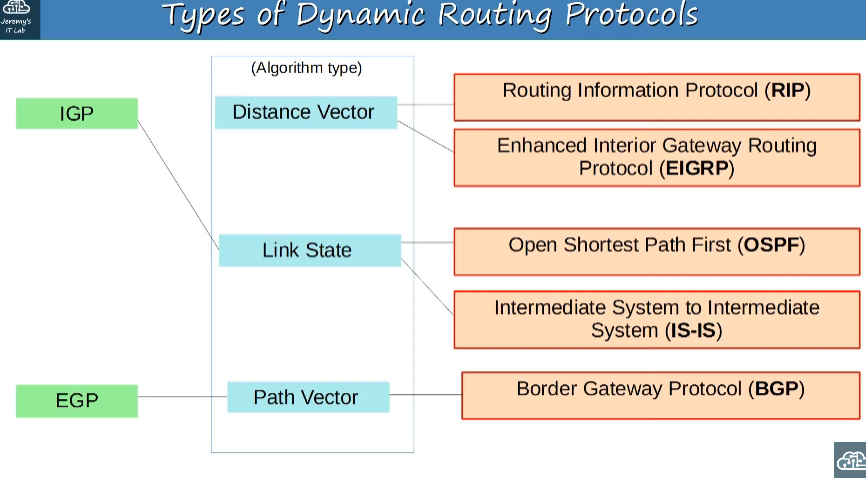 Jeremy's
IT Lab
Types of Dynamic Routing Protocols
(Algorithm type)
IGP
Distance Vector
Routing Information Protocol (RIP)
Enhanced Interior Gateway Routing
Protocol (EIGRP)
Link State
Open Shortest Path First (OSPF)
Intermediate System to Intermediate
System (IS-IS)
EGP
Path Vector
Border Gateway Protocol (BGP)